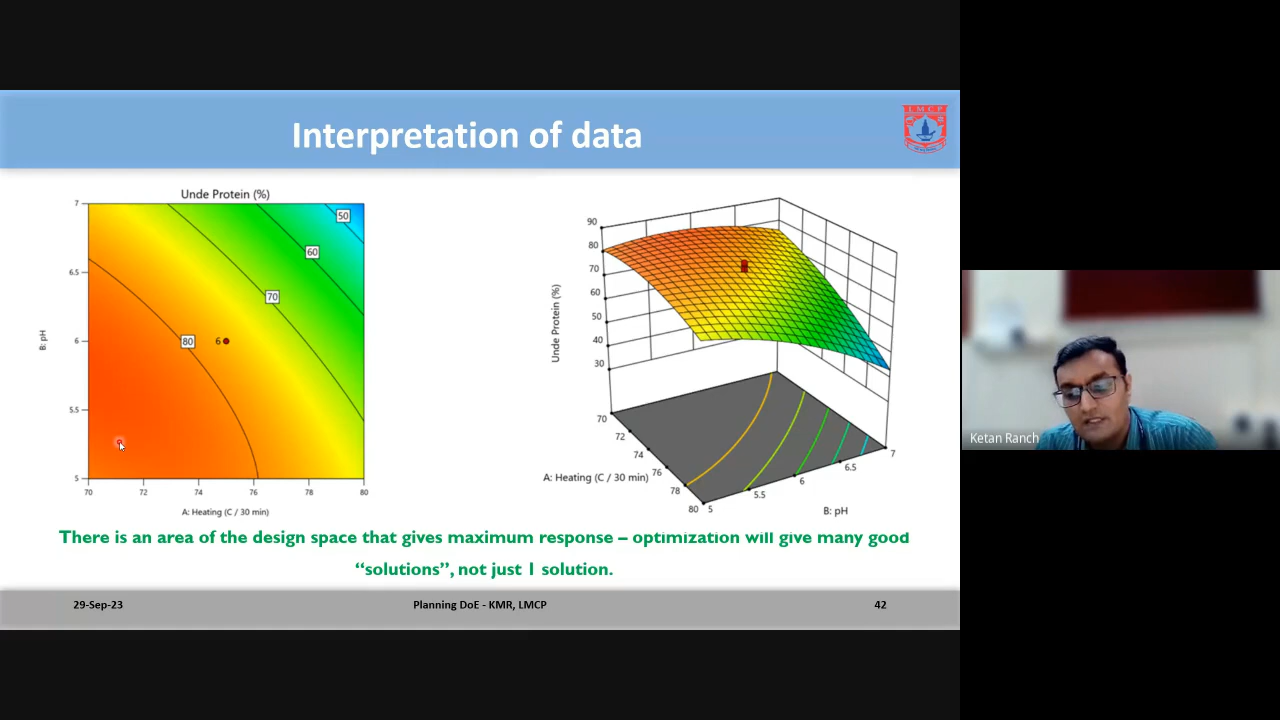 Interpretation of data
LMCP
Unde Protein (%)
7
6.5
6
5.5
5
B: pH
50
60
70
80
6
70
72
74
76
78
80
A: Heating (C / 30 min)
90
80
70
60
50
40
30
Unde Protein (%)
70
72
74
76
78
80
A: Heating (C / 30 min)
5
5.5
6
6.5
7
B: pH
There is an area of the design space that gives maximum response – optimization will give many good
“solutions”, not just 1 solution.
29-Sep-23
Planning DoE - KMR, LMCP
42
Ketan Ranch